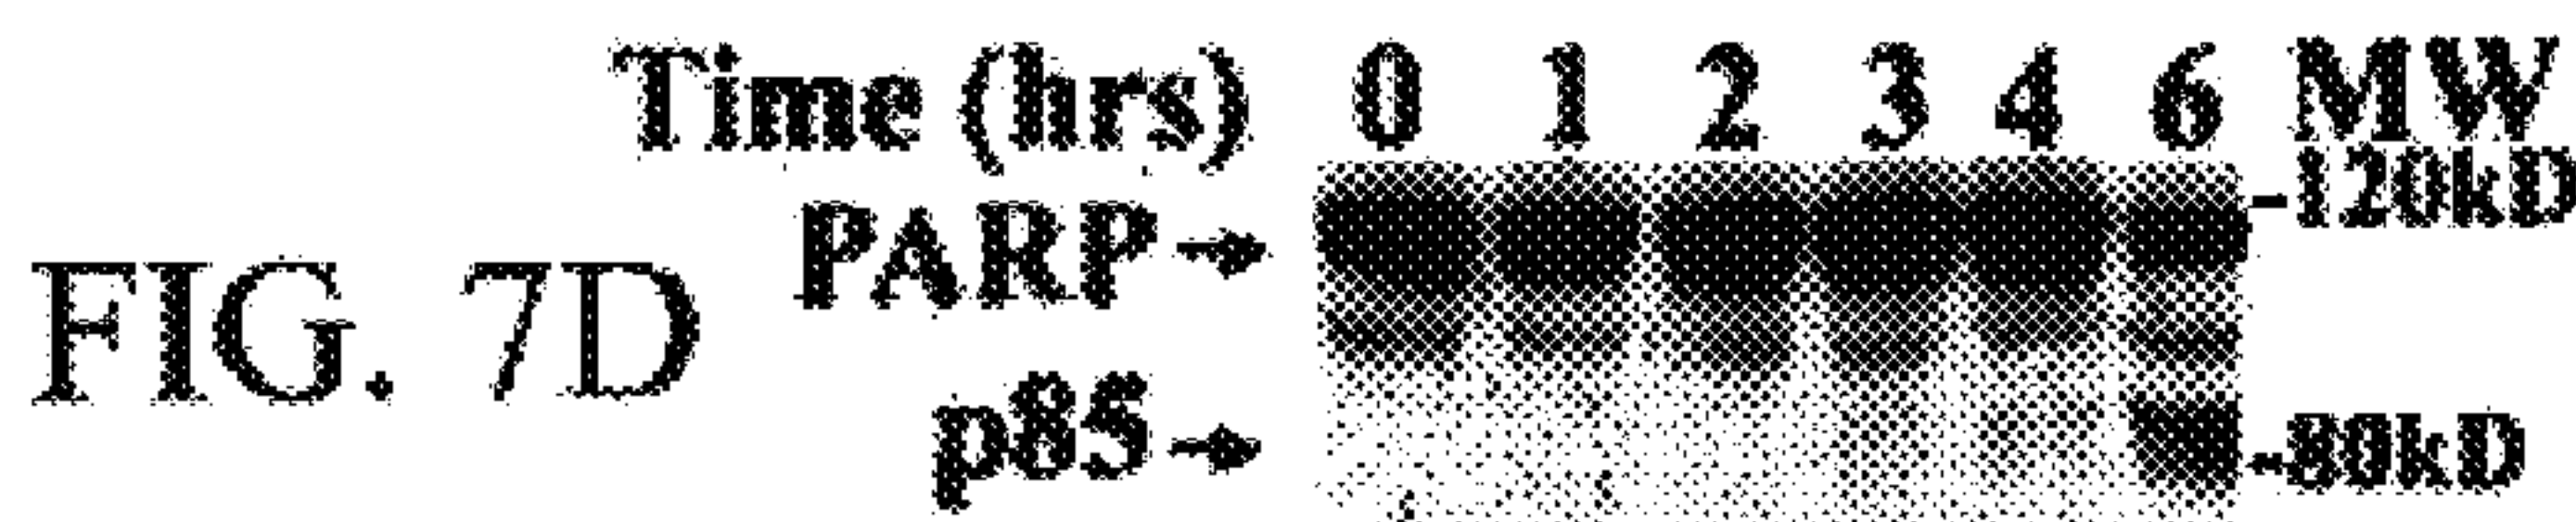 Time (hrs) 0 1 2 3 4 6 MW
-120kD
PARP→
FIG. 7D
p85→
-80kD